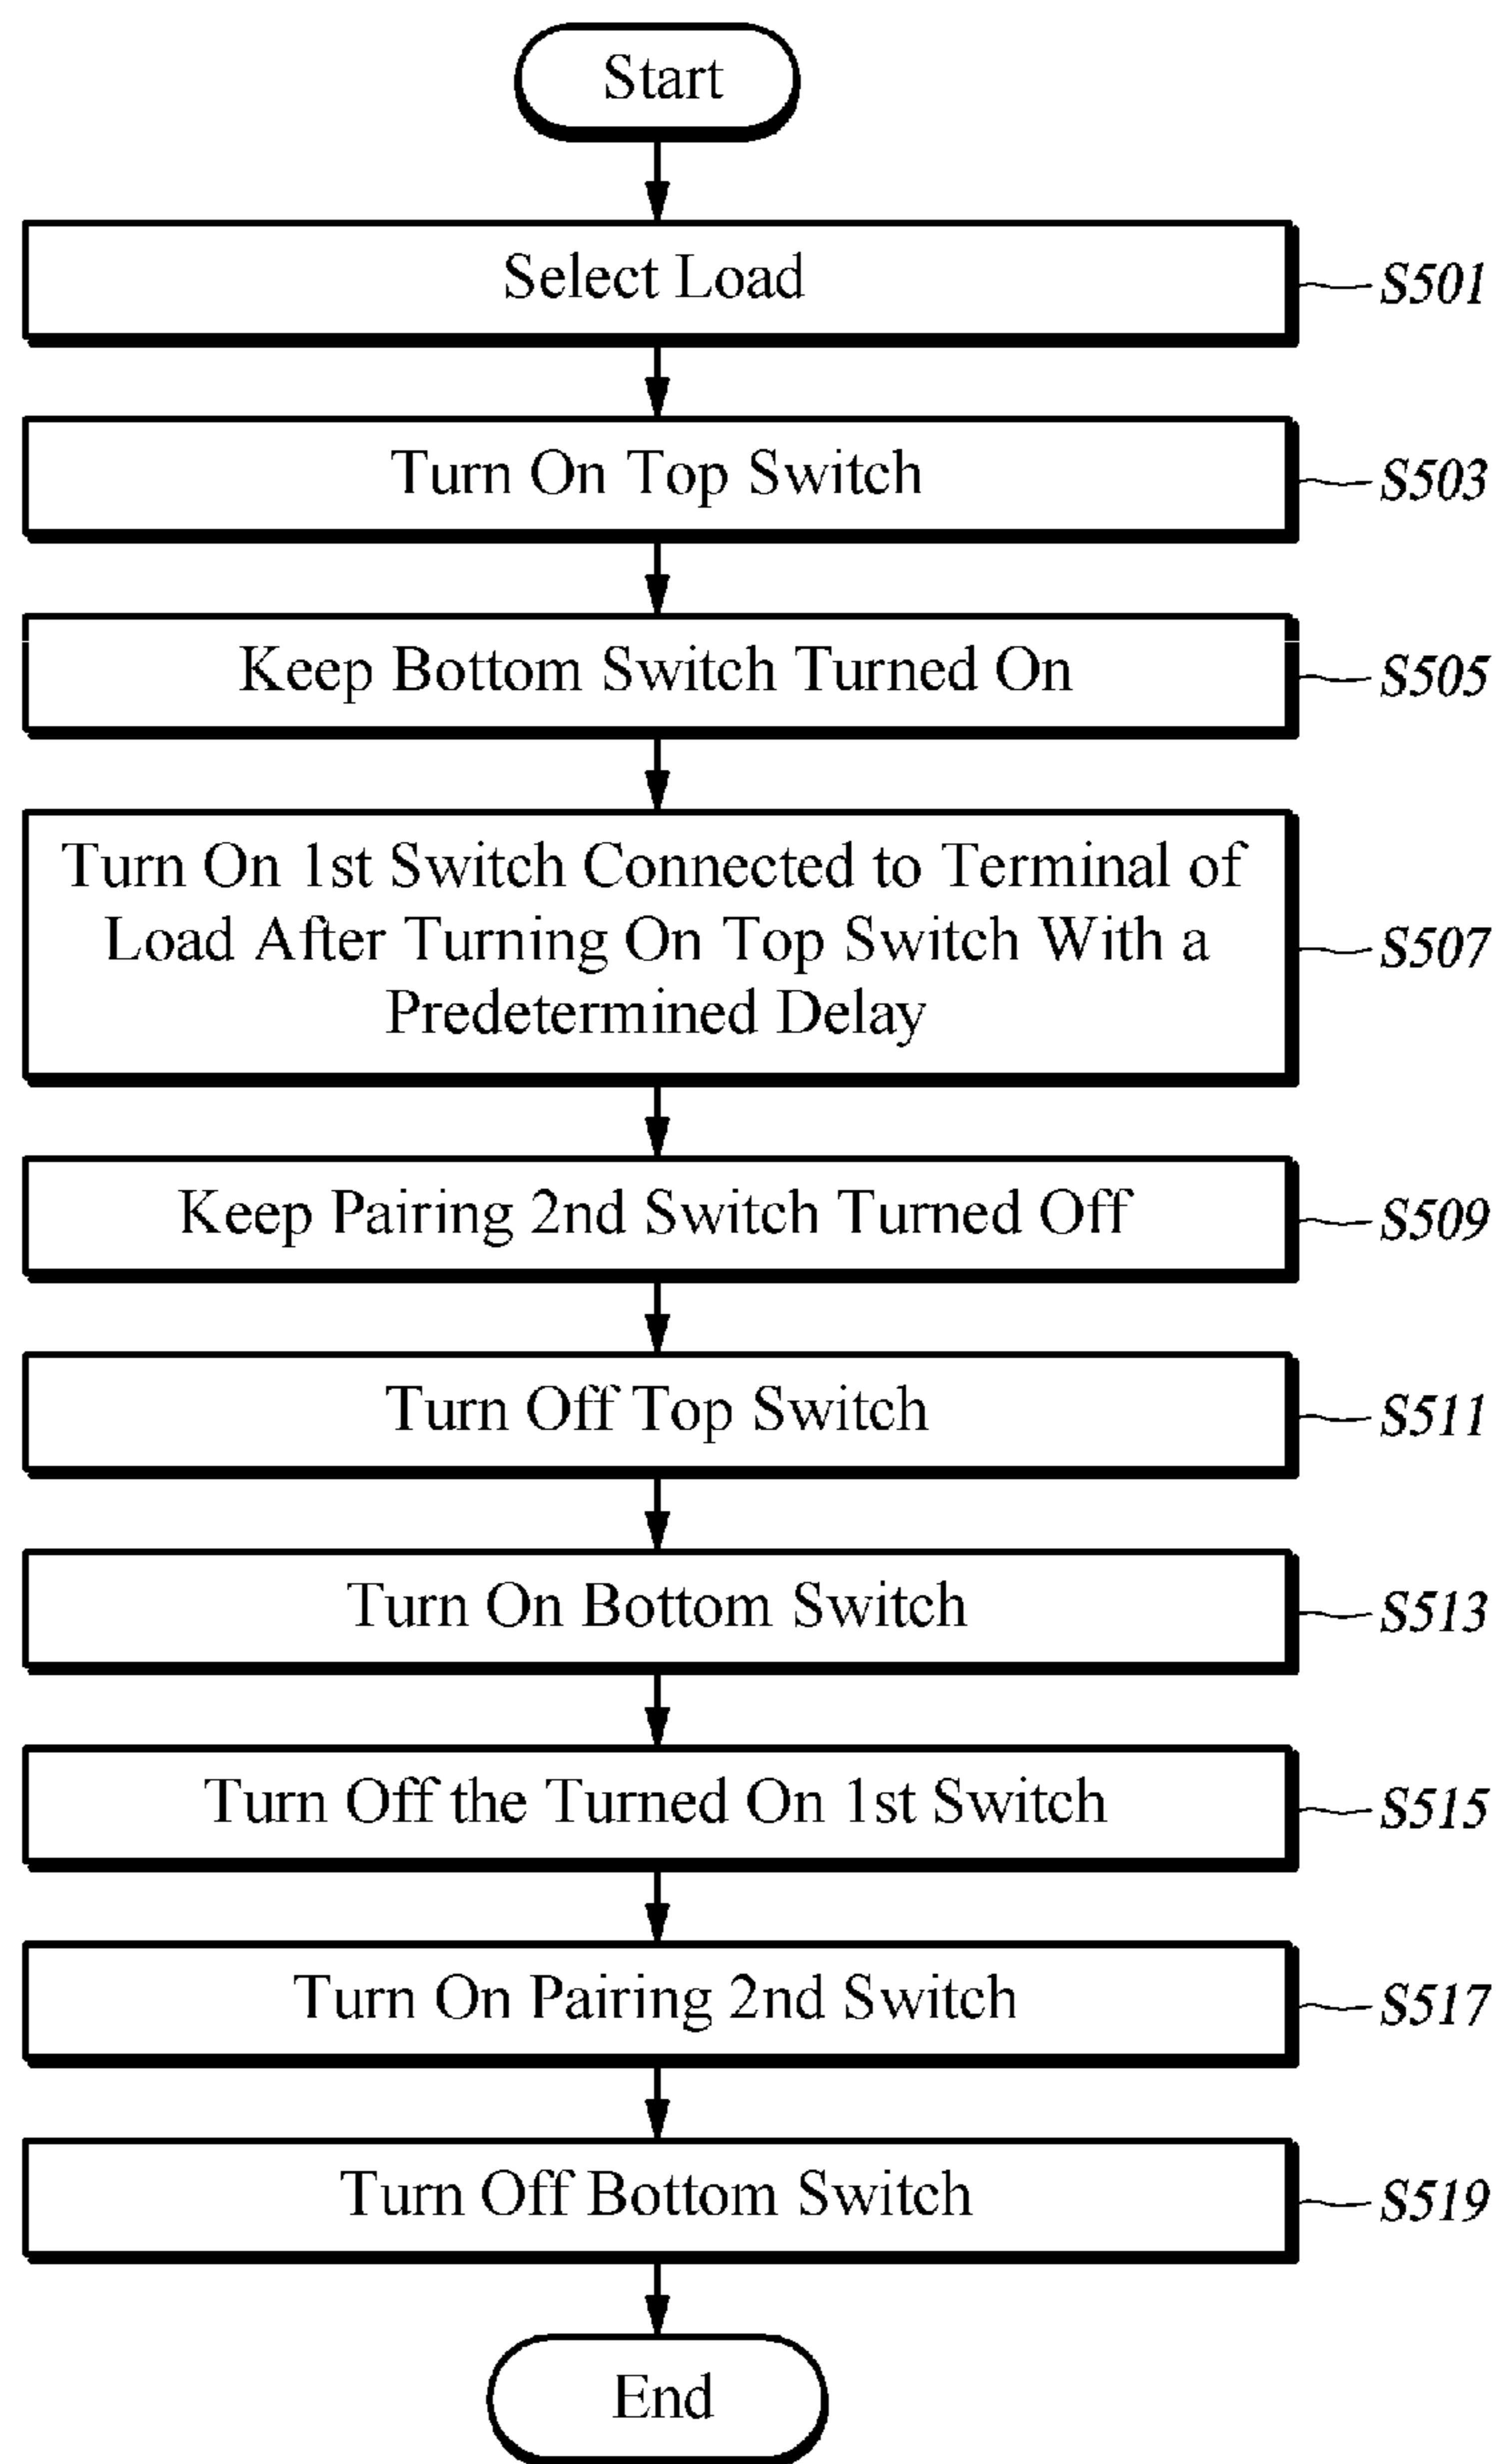 Start
Select Load
S501
Turn On Top Switch
S503
Keep Bottom Switch Turned On
S505
Turn On 1st Switch Connected to Terminal of
Load After Turning On Top Switch With a
Predetermined Delay
S507
Keep Pairing 2nd Switch Turned Off
S509
Turn Off Top Switch
S511
Turn On Bottom Switch
S513
Turn Off the Turned On 1st Switch
S515
Turn On Pairing 2nd Switch
S517
Turn Off Bottom Switch
S519
End